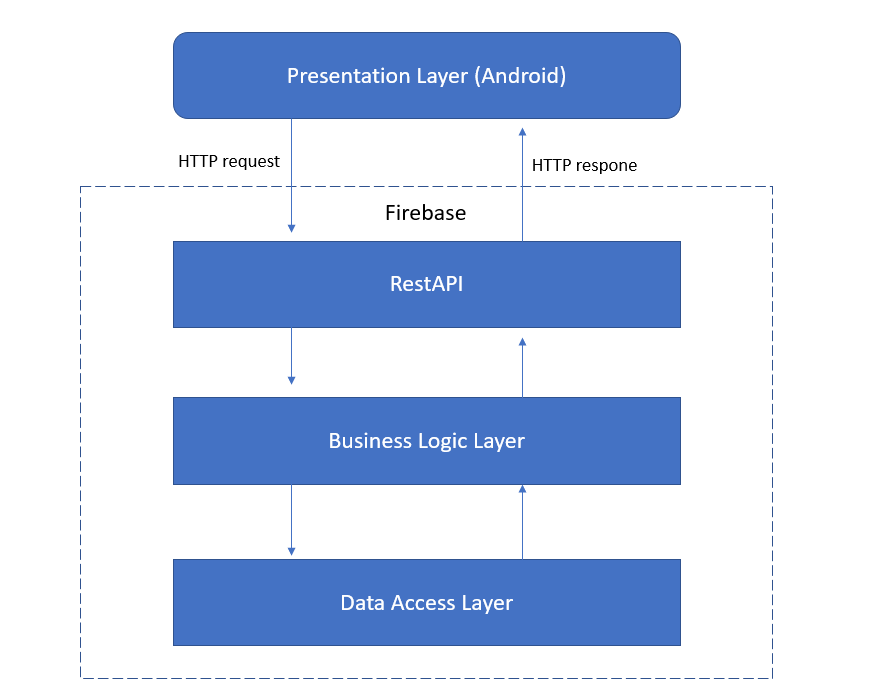 Presentation Layer (Android)
HTTP request
HTTP respone
Firebase
RestAPI
Business Logic Layer
Data Access Layer